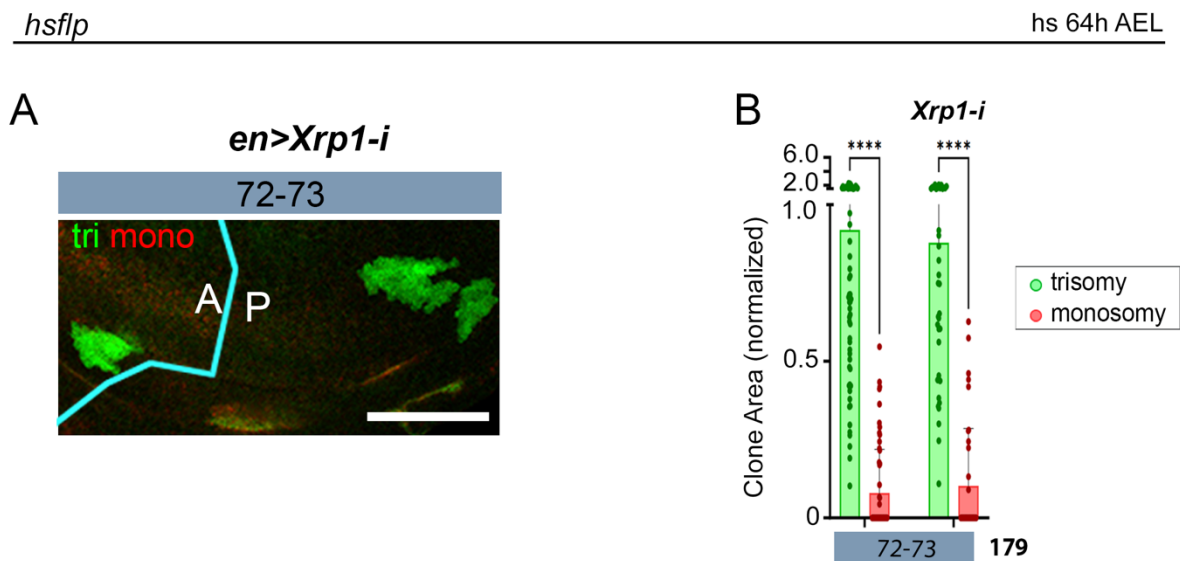 hsflp
hs 64h AEL
A
en>Xrp1-i
72-73
tri mono
A P
B
Xrp1-i
**** ****
6.0
2.0
1.0
0.5
0
Clone Area (normalized)
72-73 179
trisomy
monosomy